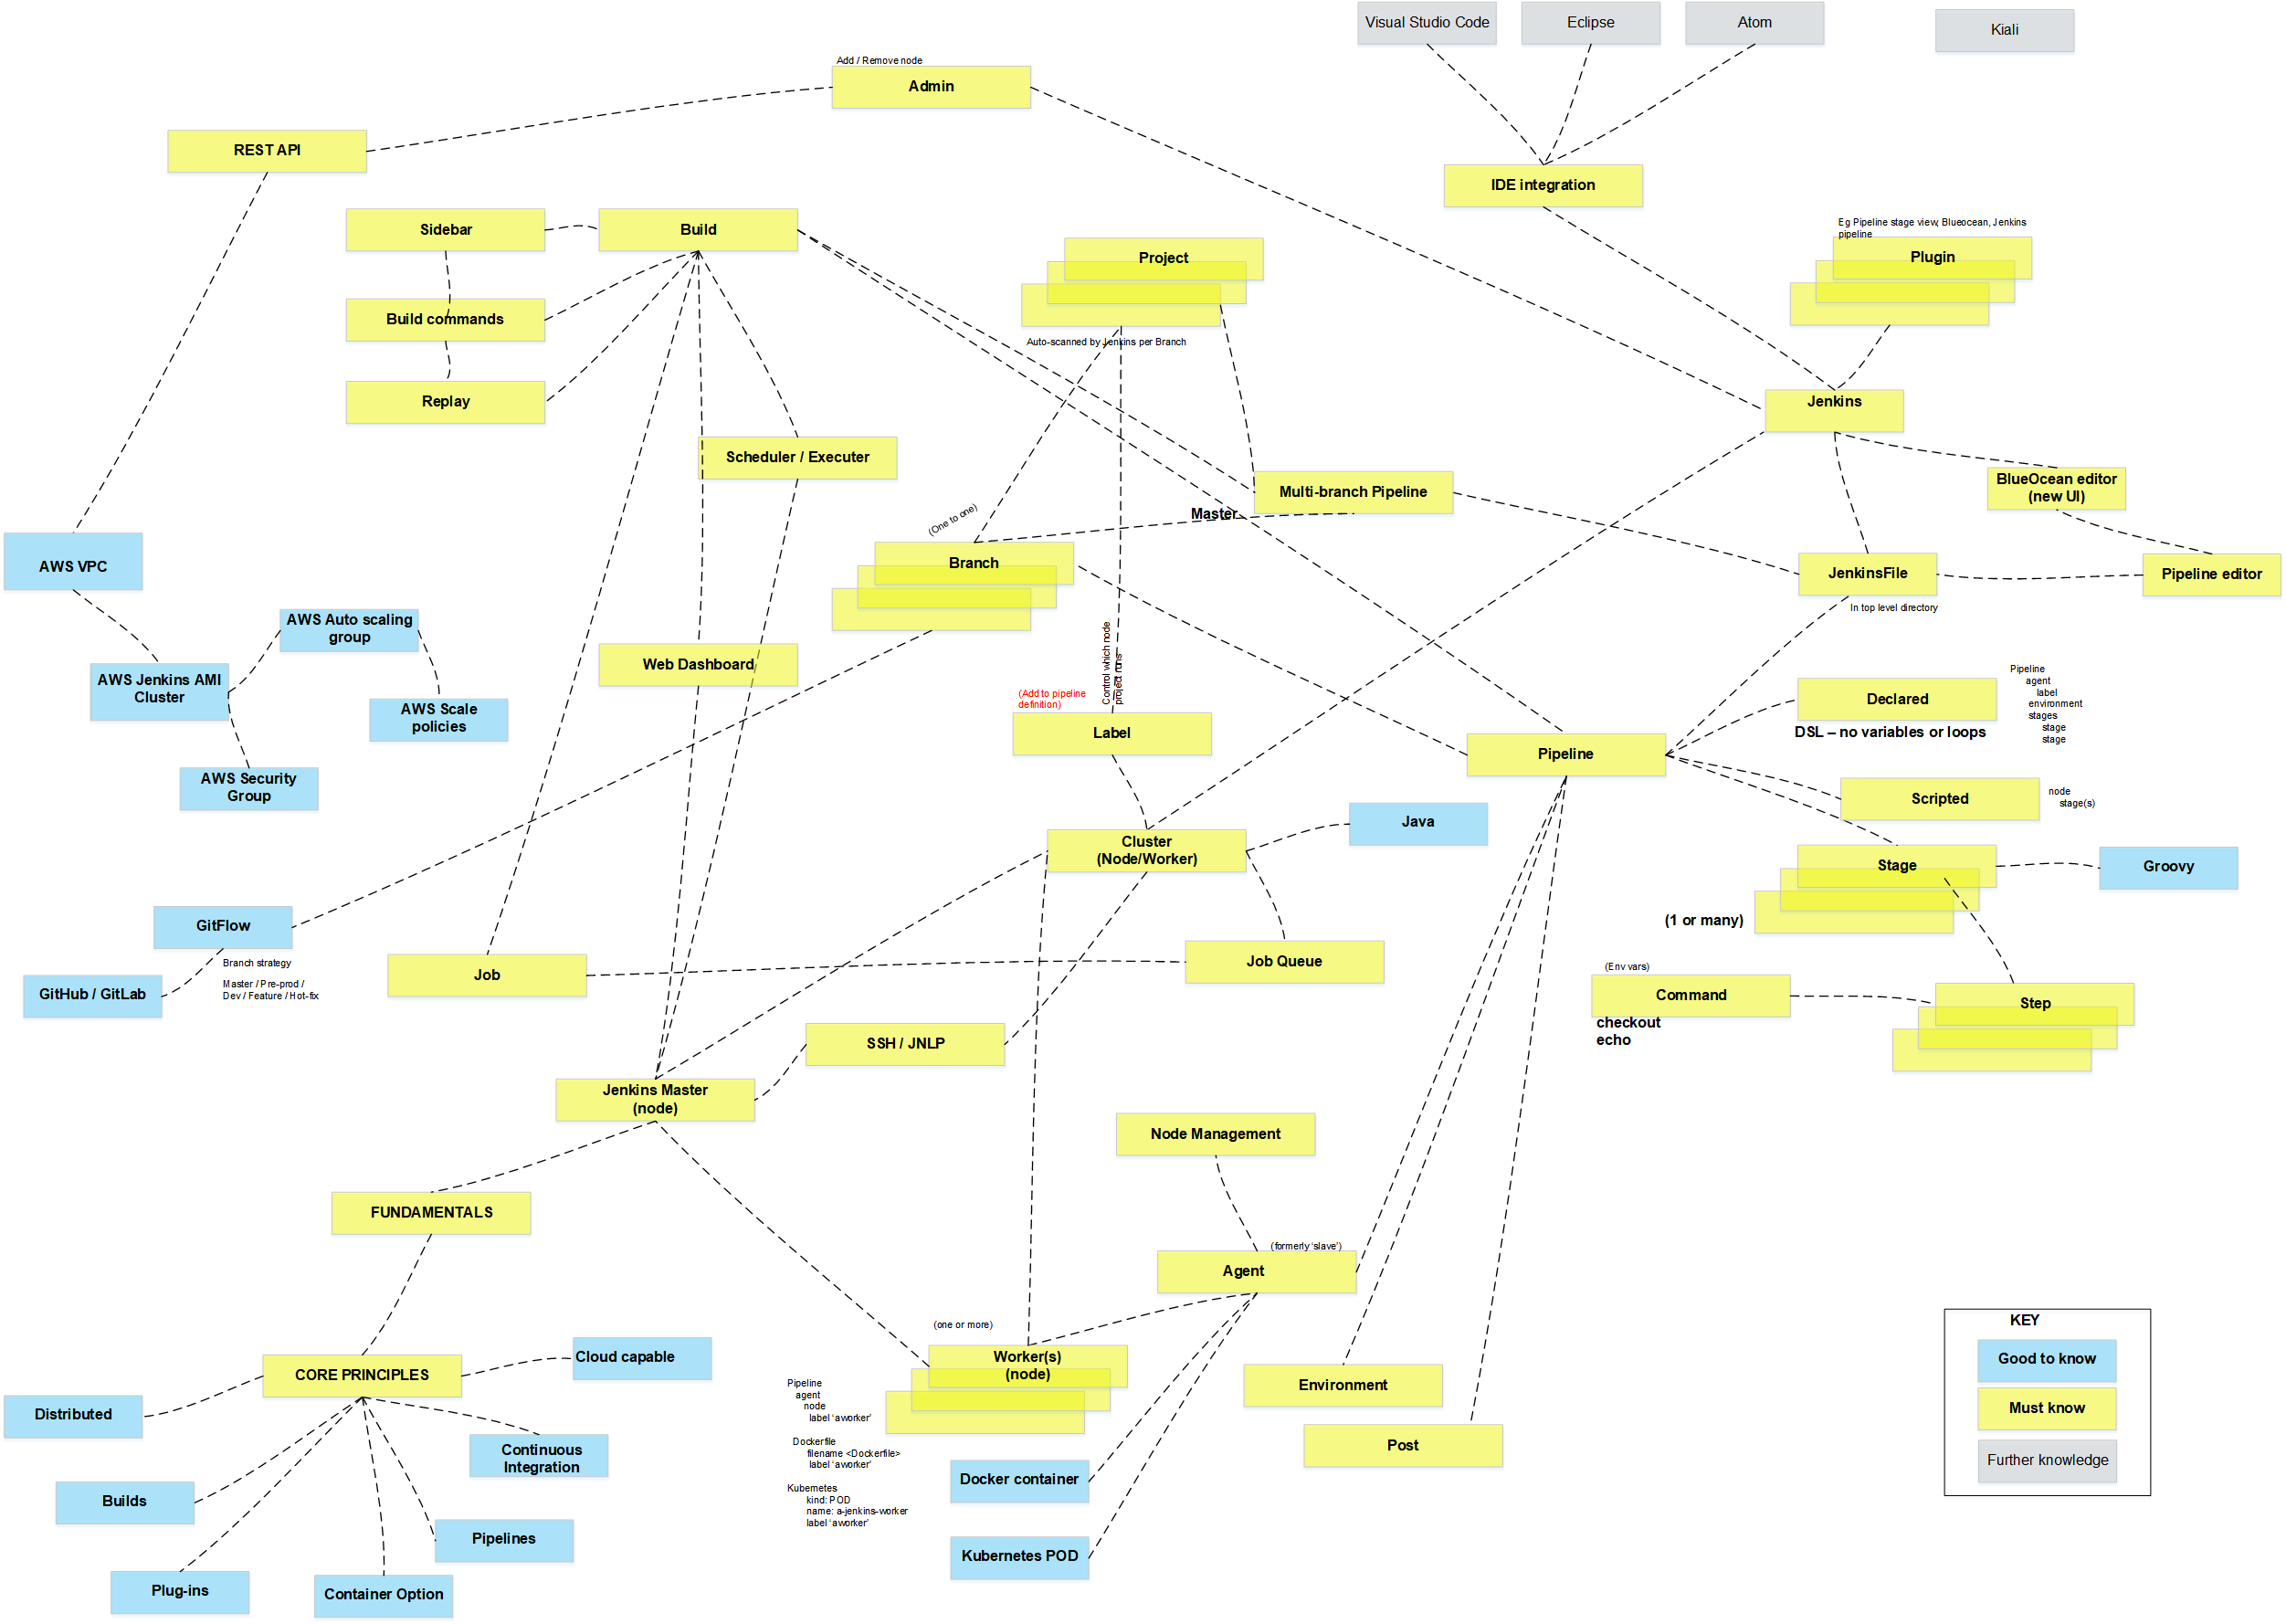 Visual Studio Code
Eclipse
Atom
Kiali
Add / Remove node
Admin
REST API
IDE integration
Sidebar
Build
Eg Pipeline stage view, Blueocean, Jenkins
pipeline
Project
Plugin
Build commands
Auto-scanned by Jenkins per Branch
Replay
Jenkins
Scheduler / Executer
Multi-branch Pipeline
BlueOcean editor
(new UI)
Master
(One to one)
AWS VPC
Branch
JenkinsFile
Pipeline editor
In top level directory
AWS Auto scaling
group
Web Dashboard
Control which node
project runs
AWS Jenkins AMI
Cluster
(Add to pipeline
definition)
AWS Scale
policies
Label
Declared
DSL – no variables or loops
Pipeline
agent
label
environment
stages
stage
stage
Pipeline
AWS Security
Group
Scripted
node
stage(s)
Java
Cluster
(Node/Worker)
Stage
Groovy
(1 or many)
GitFlow
Branch strategy
Master / Pre-prod /
Dev / Feature / Hot-fix
GitHub / GitLab
Job
Job Queue
(Env vars)
Command
checkout
echo
Step
SSH / JNLP
Jenkins Master
(node)
Node Management
FUNDAMENTALS
(formerly ‘slave’)
Agent
(one or more)
Worker(s)
(node)
KEY
Good to know
Must know
Further knowledge
Cloud capable
CORE PRINCIPLES
Distributed
Environment
Post
Pipeline
agent
node
label ‘aworker’
Dockerfile
filename <Dockerfile>
label ‘aworker’
Kubernetes
kind: POD
name: a-jenkins-worker
label ‘aworker’
Continuous
Integration
Docker container
Builds
Pipelines
Kubernetes POD
Plug-ins
Container Option